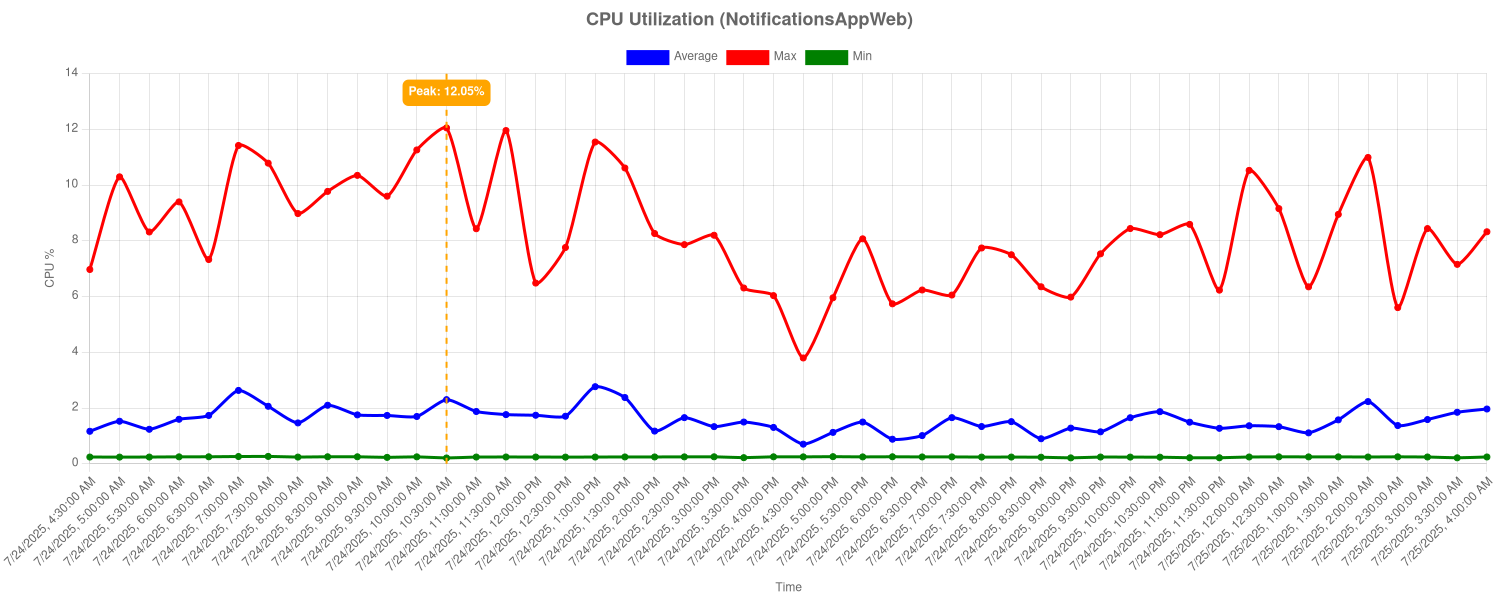 CPU Utilization (NotificationsAppWeb)
Average Max Min
Peak: 12.05%
14
12
10
8
6
4
2
0
CPU %
7/24/2025, 4:30:00 AM
7/24/2025, 5:00:00 AM
7/24/2025, 5:30:00 AM
7/24/2025, 6:00:00 AM
7/24/2025, 6:30:00 AM
7/24/2025, 7:00:00 AM
7/24/2025, 7:30:00 AM
7/24/2025, 8:00:00 AM
7/24/2025, 8:30:00 AM
7/24/2025, 9:00:00 AM
7/24/2025, 9:30:00 AM
7/24/2025, 10:00:00 AM
7/24/2025, 10:30:00 AM
7/24/2025, 11:00:00 AM
7/24/2025, 11:30:00 AM
7/24/2025, 12:00:00 PM
7/24/2025, 12:30:00 PM
7/24/2025, 1:00:00 PM
7/24/2025, 1:30:00 PM
7/24/2025, 2:00:00 PM
7/24/2025, 2:30:00 PM
7/24/2025, 3:00:00 PM
7/24/2025, 3:30:00 PM
7/24/2025, 4:00:00 PM
7/24/2025, 4:30:00 PM
7/24/2025, 5:00:00 PM
7/24/2025, 5:30:00 PM
7/24/2025, 6:00:00 PM
7/24/2025, 6:30:00 PM
7/24/2025, 7:00:00 PM
7/24/2025, 7:30:00 PM
7/24/2025, 8:00:00 PM
7/24/2025, 8:30:00 PM
7/24/2025, 9:00:00 PM
7/24/2025, 9:30:00 PM
7/24/2025, 10:00:00 PM
7/24/2025, 10:30:00 PM
7/24/2025, 11:00:00 PM
7/24/2025, 11:30:00 PM
7/25/2025, 12:00:00 AM
7/25/2025, 12:30:00 AM
7/25/2025, 1:00:00 AM
7/25/2025, 1:30:00 AM
7/25/2025, 2:00:00 AM
7/25/2025, 2:30:00 AM
7/25/2025, 3:00:00 AM
7/25/2025, 3:30:00 AM
7/25/2025, 4:00:00 AM
Time